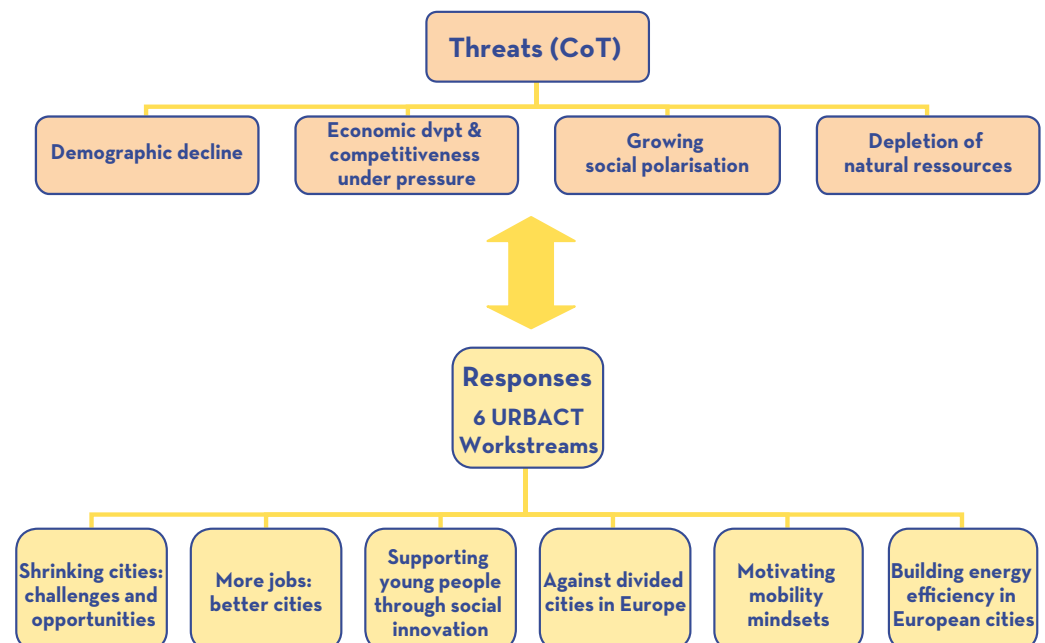 Threats (CoT)
Demographic decline
Economic dvpt &
competitiveness
under pressure
Growing
social polarisation
Depletion of
natural ressources
Responses
6 URBACT
Workstreams
Shrinking cities:
challenges and
opportunities
More jobs:
better cities
Supporting
young people
through social
innovation
Against divided
cities in Europe
Motivating
mobility
mindsets
Building energy
efficiency in
European cities